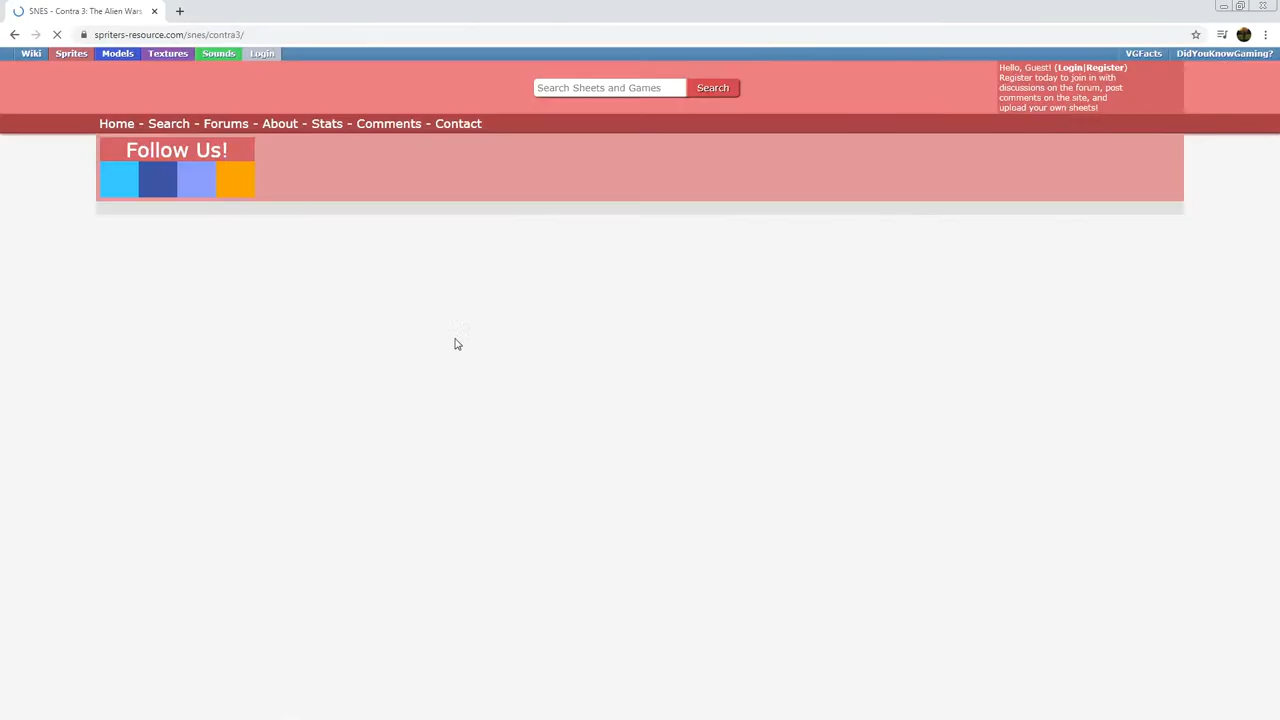 SNES - Contra 3: The Alien Wars
spriters-resource.com/snes/contra3/
Wiki Sprites Models Textures Sounds Login VGFacts DidYouKnowGaming?
Hello, Guest! (Login|Register)
Register today to join in with
discussions on the forum, post
comments on the site, and
upload your own sheets!
Search Sheets and Games Search
Home - Search - Forums - About - Stats - Comments - Contact
Follow Us!